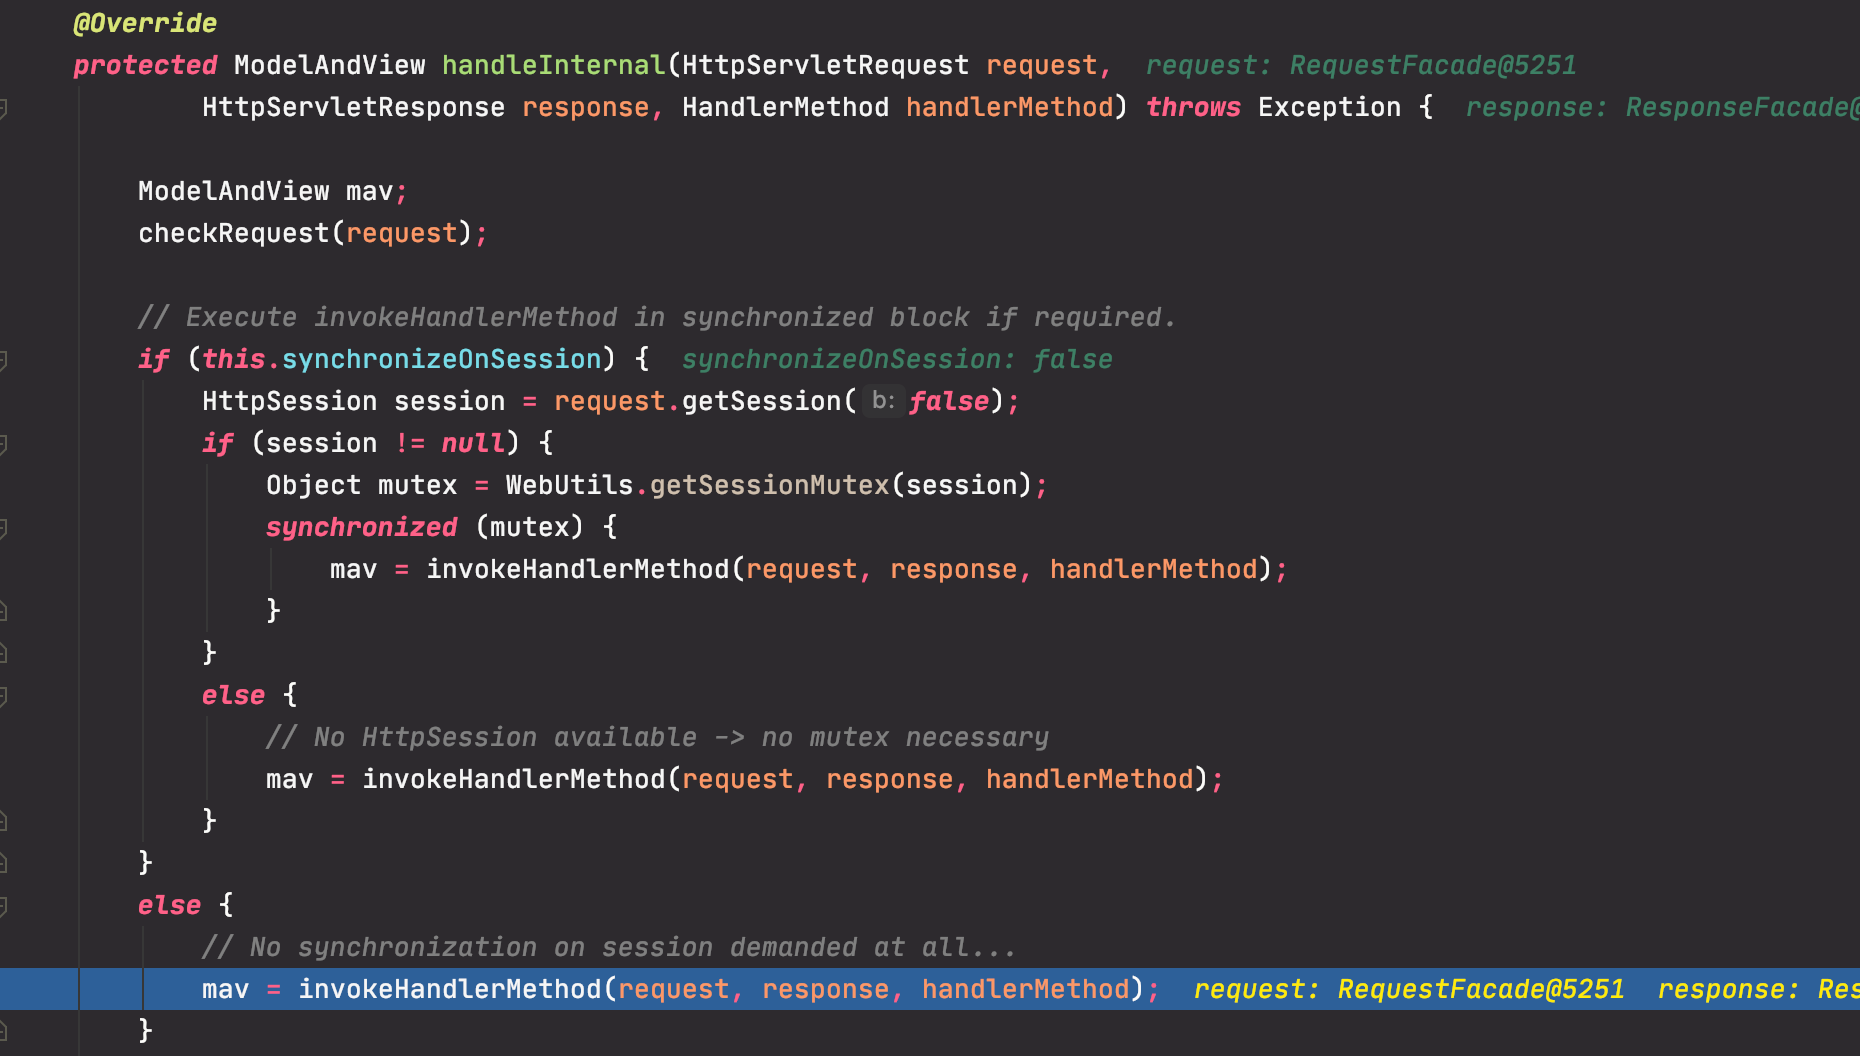 @Override
protected ModelAndView handleInternal(HttpServletRequest request,  request: RequestFacade@5251
HttpServletResponse response, HandlerMethod handlerMethod) throws Exception {  response: ResponseFacade@
ModelAndView mav;
checkRequest(request);
// Execute invokeHandlerMethod in synchronized block if required.
if (this.synchronizeOnSession) {  synchronizeOnSession: false
HttpSession session = request.getSession( b: false);
if (session != null) {
Object mutex = WebUtils.getSessionMutex(session);
synchronized (mutex) {
mav = invokeHandlerMethod(request, response, handlerMethod);
}
}
else {
// No HttpSession available -> no mutex necessary
mav = invokeHandlerMethod(request, response, handlerMethod);
}
}
else {
// No synchronization on session demanded at all...
mav = invokeHandlerMethod(request, response, handlerMethod);  request: RequestFacade@5251  response: Res
}